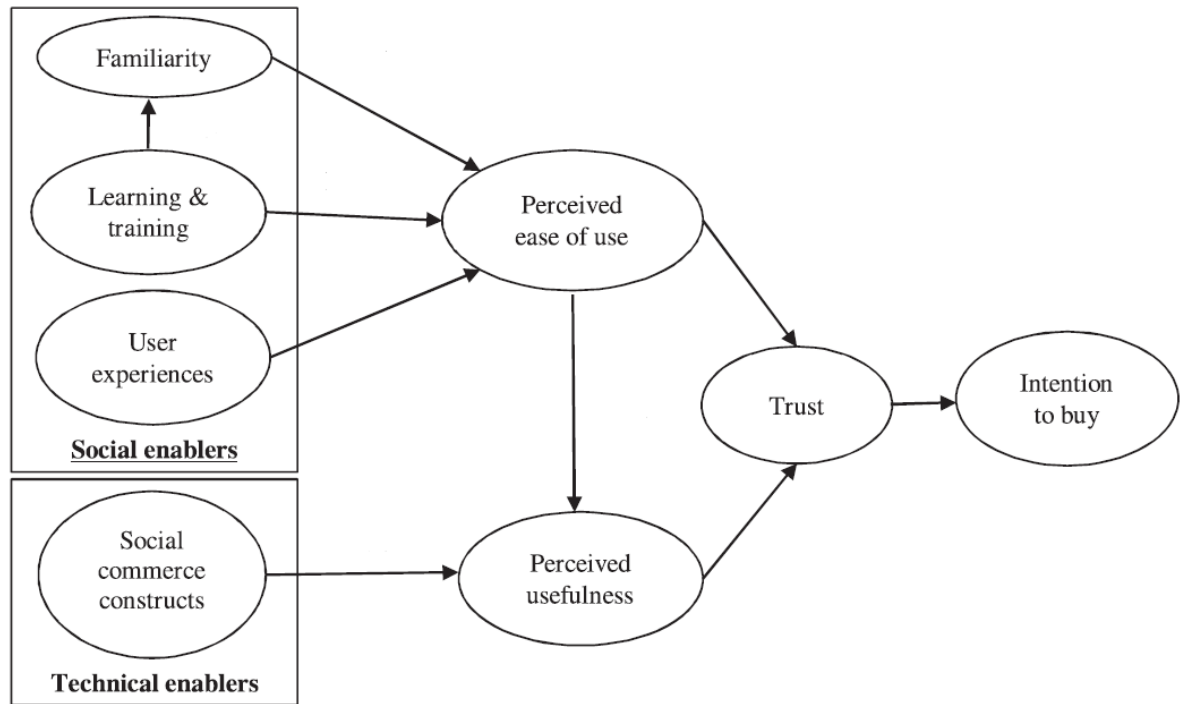 Familiarity
Learning &
training
User
experiences
Social enablers
Social
commerce
constructs
Technical enablers
Perceived
ease of use
Perceived
usefulness
Trust
Intention
to buy